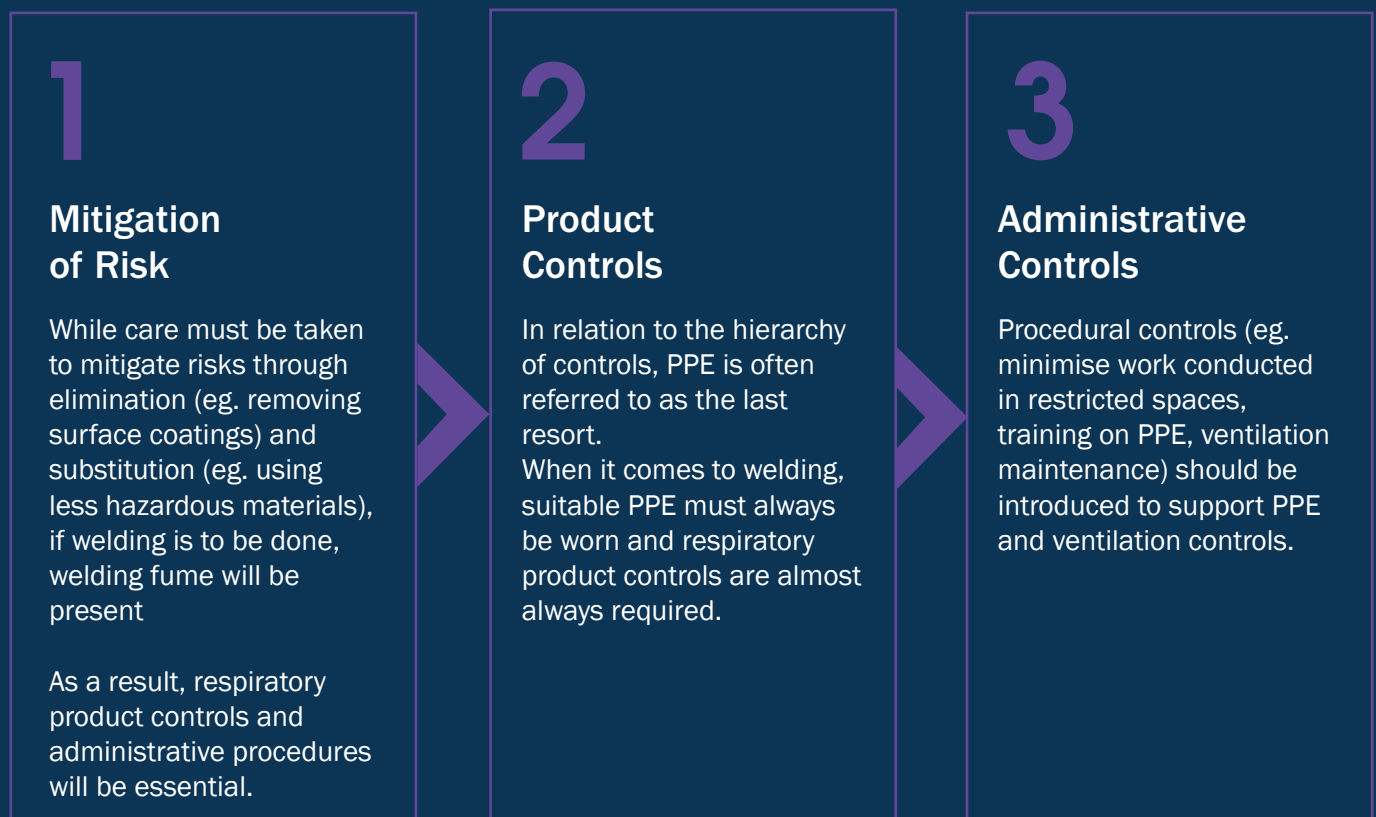 1
Mitigation
of Risk
While care must be taken
to mitigate risks through
elimination (eg. removing
surface coatings) and
substitution (eg. using
less hazardous materials),
if welding is to be done,
welding fume will be
present
As a result, respiratory
product controls and
administrative procedures
will be essential.
2
Product
Controls
In relation to the hierarchy
of controls, PPE is often
referred to as the last
resort.
When it comes to welding,
suitable PPE must always
be worn and respiratory
product controls are almost
always required.
3
Administrative
Controls
Procedural controls (eg.
minimise work conducted
in restricted spaces,
training on PPE, ventilation
maintenance) should be
introduced to support PPE
and ventilation controls.